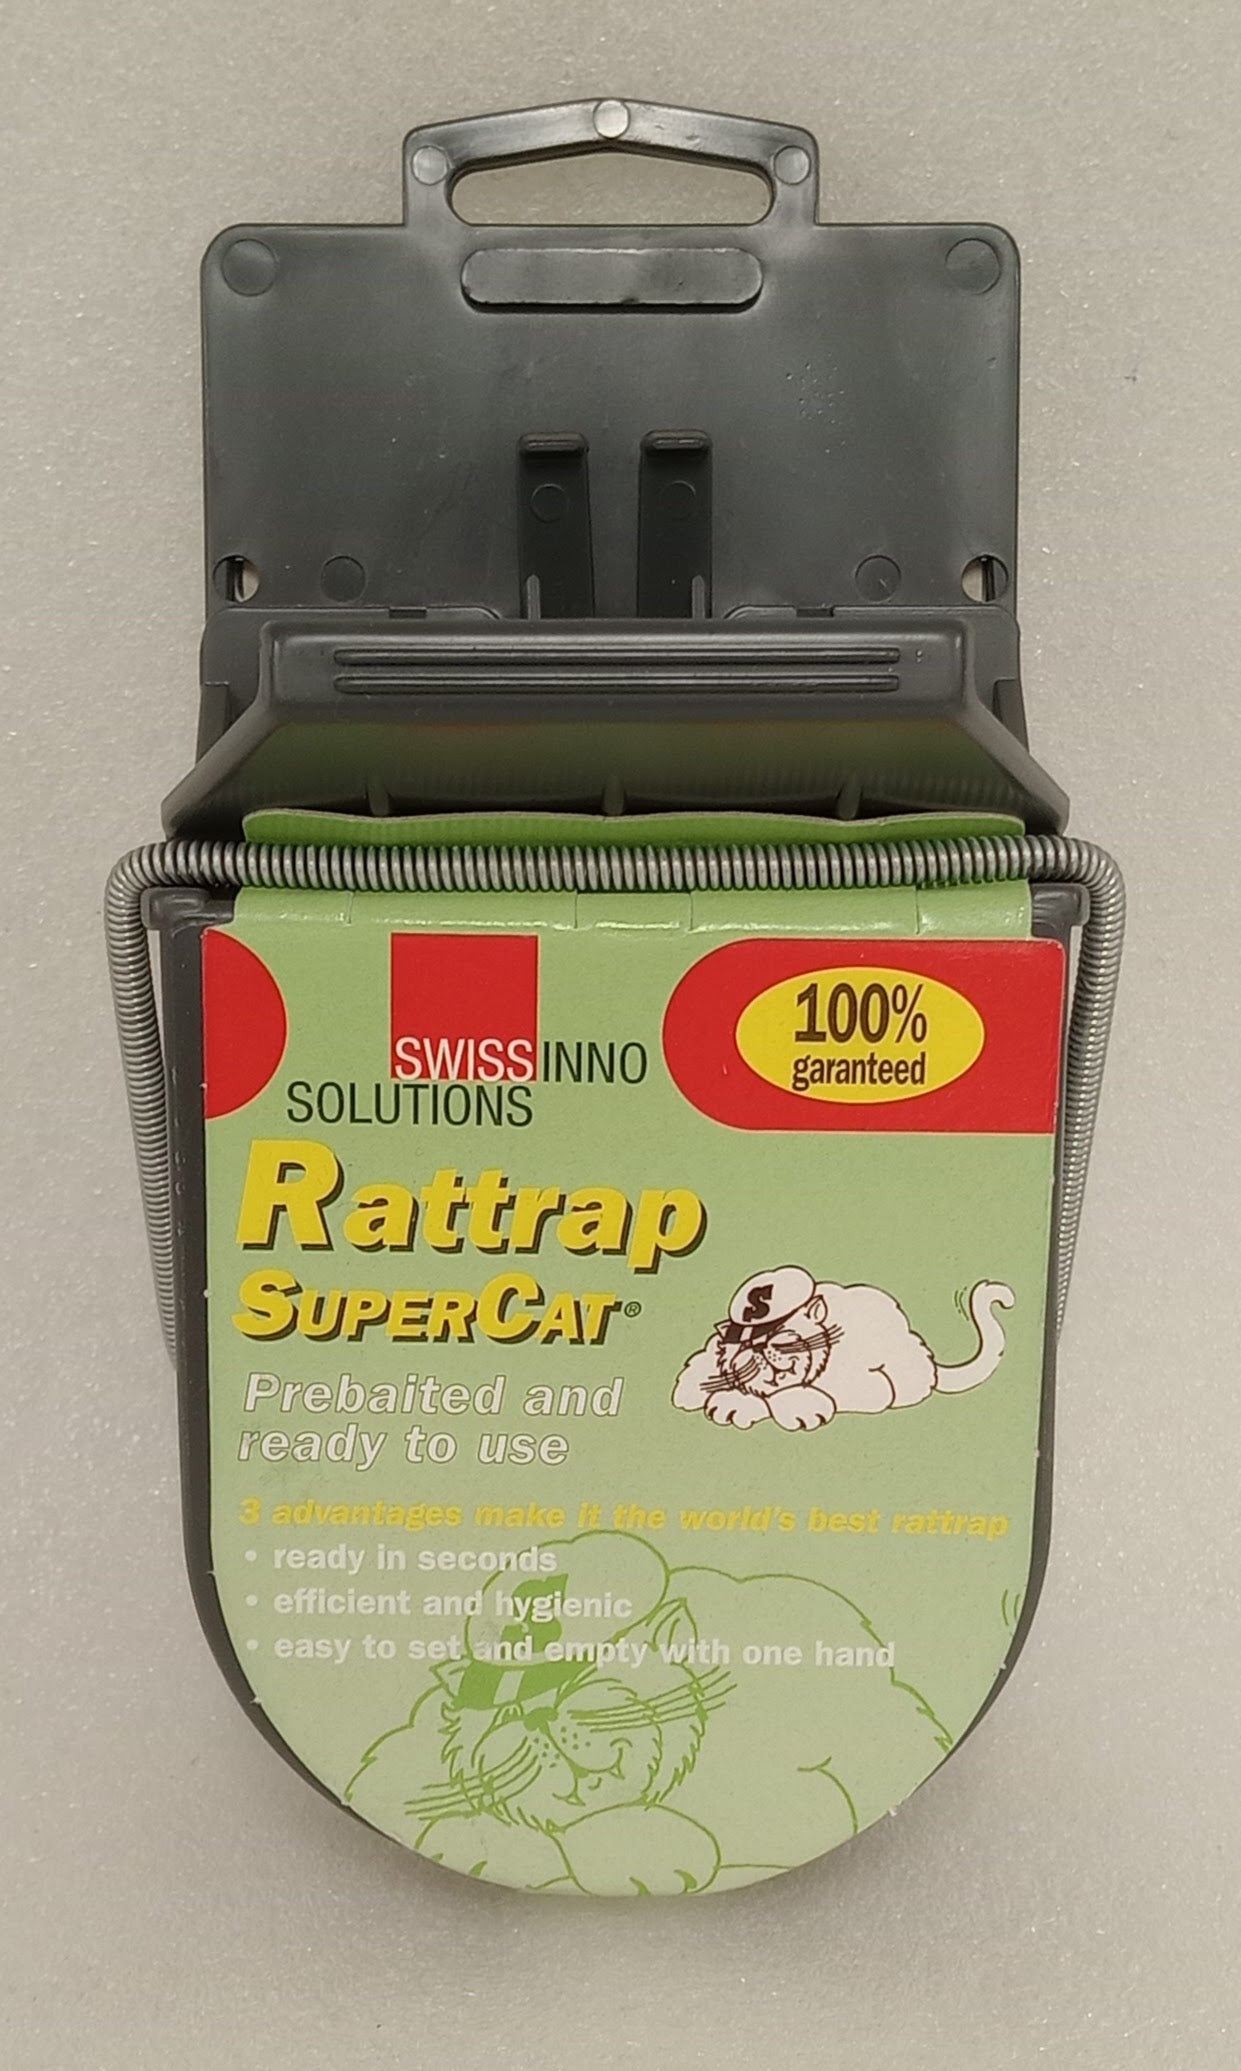 SWISSINNO
SOLUTIONS
100%
garanteed
Rattrap
SUPERCAT®
S
Prebaited and
ready to use
3 advantages make it the world's best rattrap
• ready in seconds
• efficient and hygienic
• easy to set and empty with one hand
S